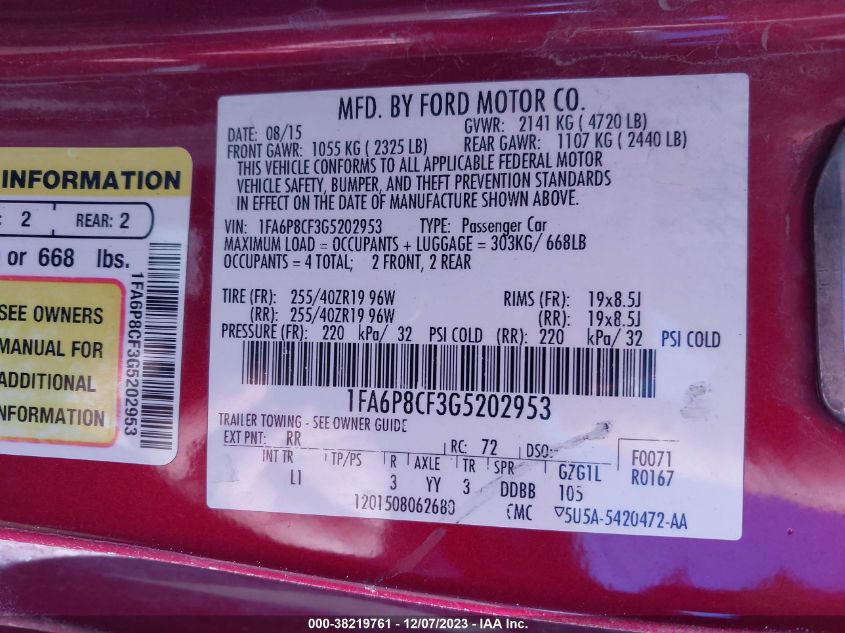 INFORMATION
: 2 REAR: 2
or 668 lbs.
SEE OWNERS
MANUAL FOR
ADDITIONAL
INFORMATION
1FA6P8CF3G5202953
MFD. BY FORD MOTOR CO.
DATE: 08/15 GVWR: 2141 KG ( 4720 LB)
FRONT GAWR: 1055 KG ( 2325 LB) REAR GAWR: 1107 KG ( 2440 LB)
THIS VEHICLE CONFORMS TO ALL APPLICABLE FEDERAL MOTOR
VEHICLE SAFETY, BUMPER, AND THEFT PREVENTION STANDARDS
IN EFFECT ON THE DATE OF MANUFACTURE SHOWN ABOVE.
VIN: 1FA6P8CF3G5202953 TYPE: Passenger Car
MAXIMUM LOAD = OCCUPANTS + LUGGAGE = 303KG/ 668LB
OCCUPANTS = 4 TOTAL; 2 FRONT, 2 REAR
TIRE (FR): 255/40ZR19 96W RIMS (FR): 19x8.5J
(RR): 255/40ZR19 96W (RR): 19x8.5J
PRESSURE (FR): 220 kPa/ 32 PSI COLD (RR): 220 kPa/ 32 PSI COLD
1FA6P8CF3G5202953
TRAILER TOWING - SEE OWNER GUIDE
EXT PNT: RR RC: 72 DSO: F0071
INT TR TP/PS R AXLE TR SPR GZG1L R0167
L1 3 YY 3 DDBB 105
1201508062680 CMC ▽5U5A-5420472-AA
000-38219761 - 12/07/2023 - IAA Inc.